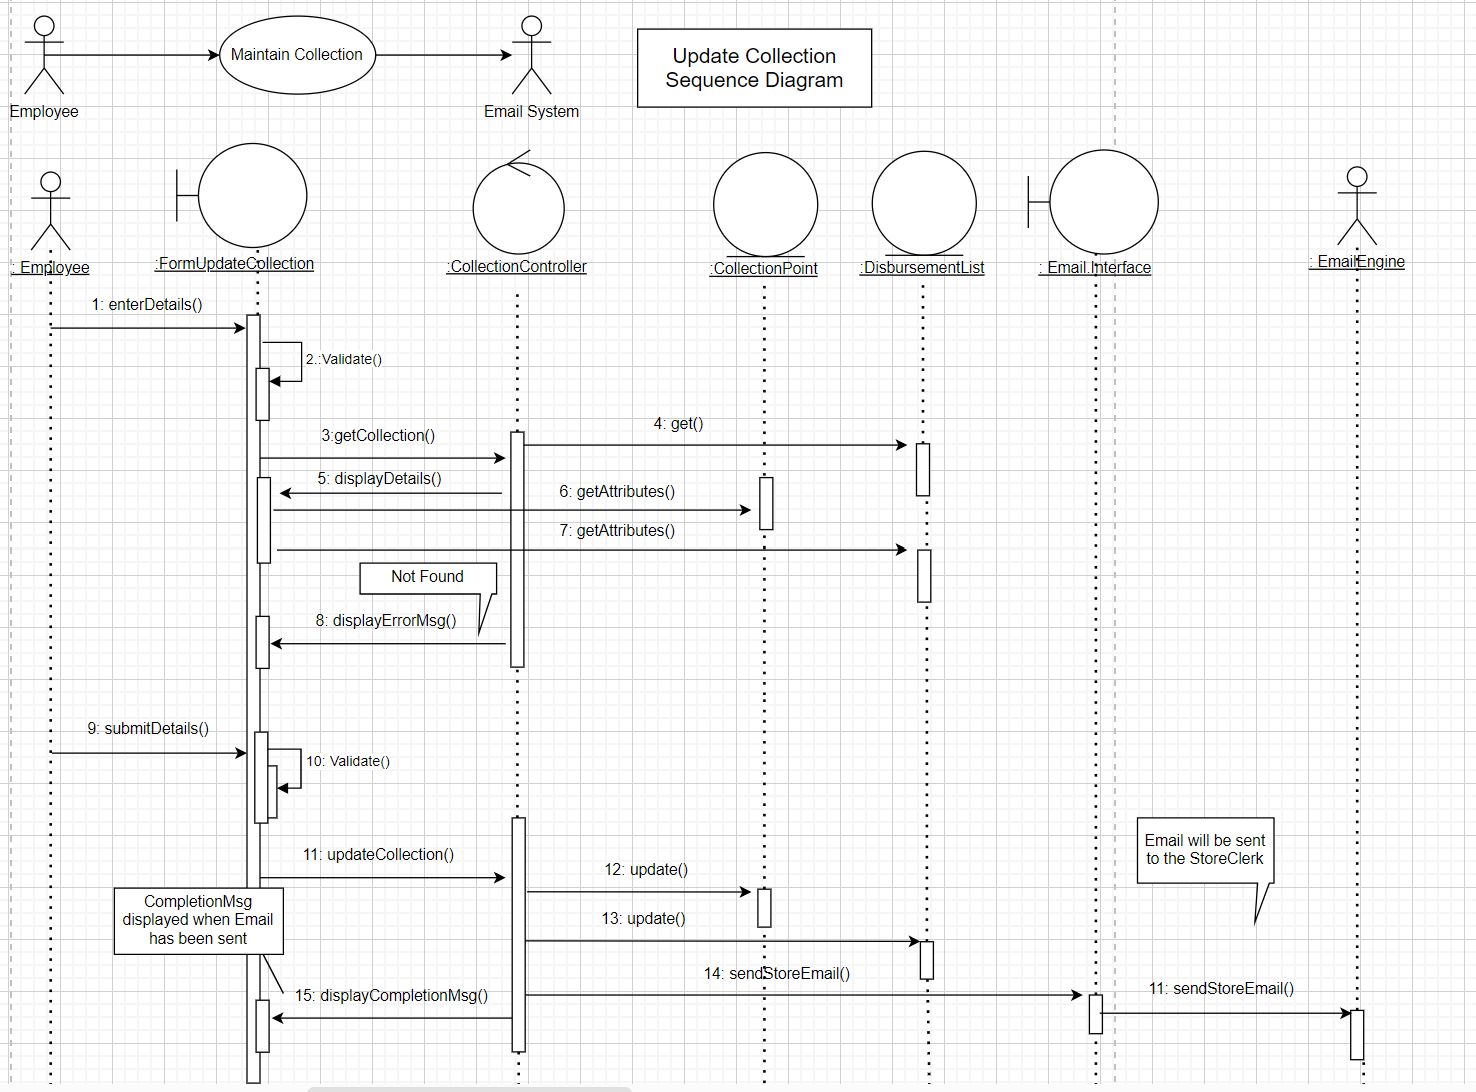 Maintain Collection
Update Collection
Sequence Diagram
Employee
Email System
: Employee
:FormUpdateCollection
:CollectionController
:CollectionPoint
:DisbursementList
: Email.Interface
: EmailEngine
1: enterDetails()
2.:Validate()
3:getCollection()
4: get()
5: displayDetails()
6: getAttributes()
7: getAttributes()
Not Found
8: displayErrorMsg()
9: submitDetails()
10: Validate()
Email will be sent
to the StoreClerk
11: updateCollection()
12: update()
CompletionMsg
displayed when Email
has been sent
13: update()
14: sendStoreEmail()
11: sendStoreEmail()
15: displayCompletionMsg()